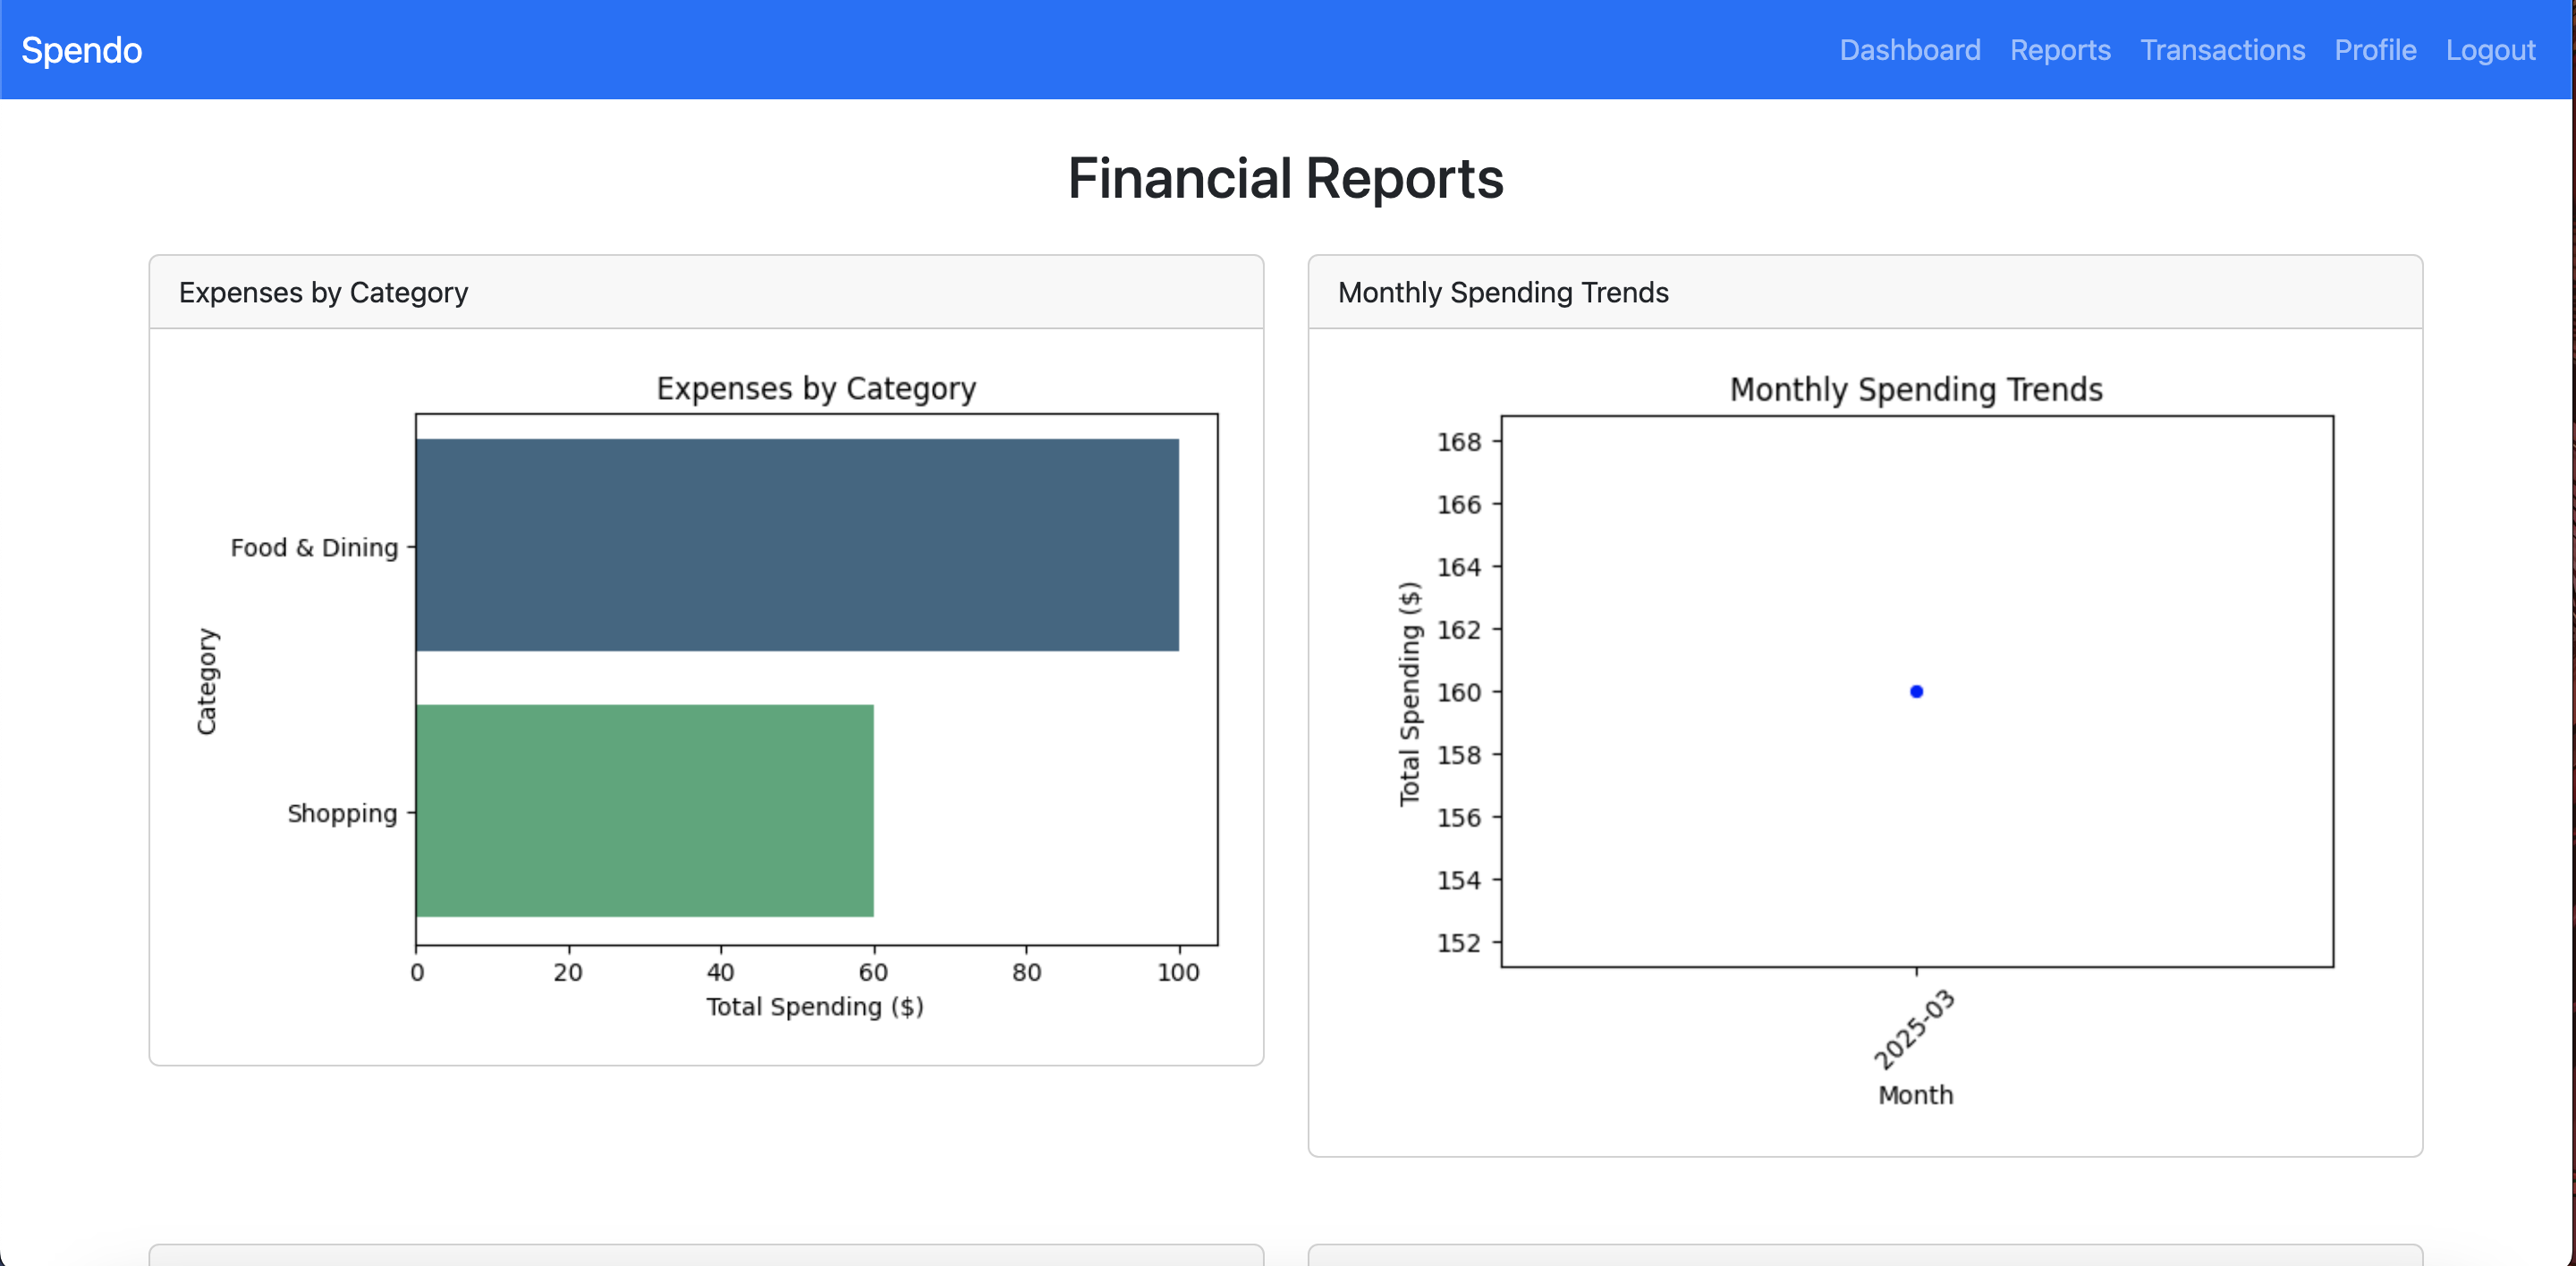 Spendo
Dashboard Reports Transactions Profile Logout
Financial Reports
Expenses by Category
Expenses by Category
Category
Food & Dining
Shopping
0 20 40 60 80 100
Total Spending ($)
Monthly Spending Trends
Monthly Spending Trends
Total Spending ($)
168
166
164
162
160
158
156
154
152
2025-03
Month